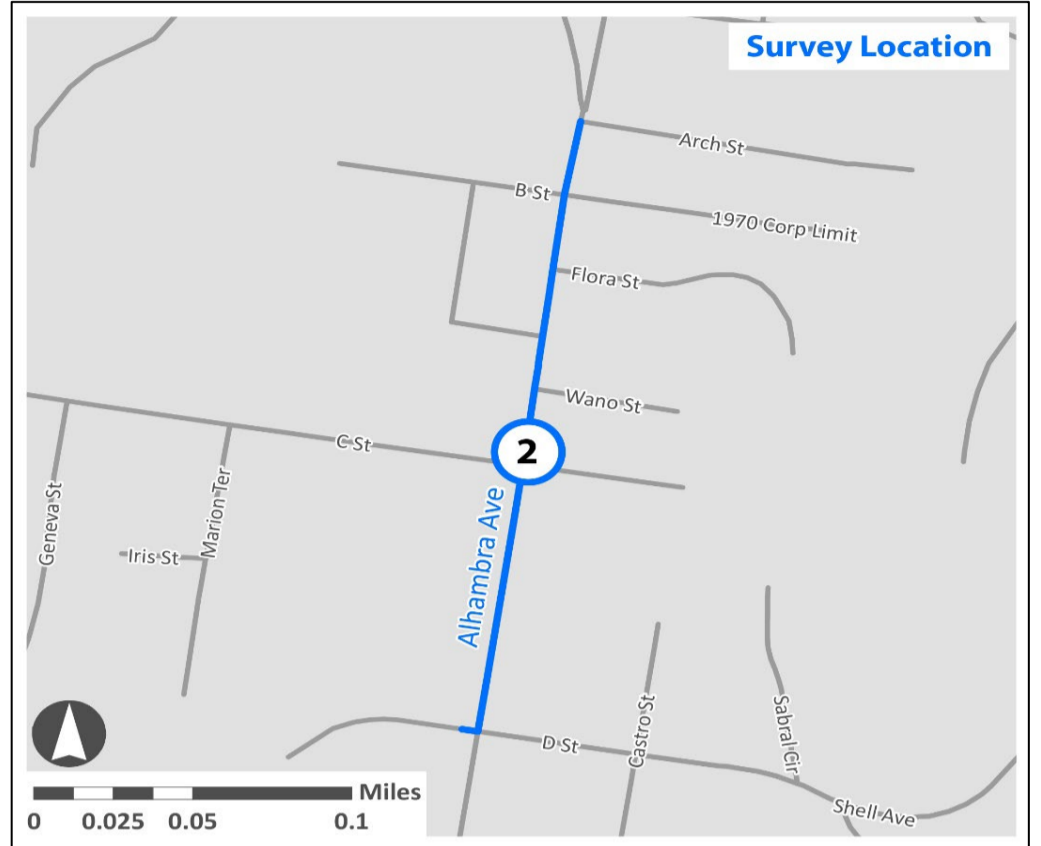 Survey Location
Arch St
B St
1970 Corp Limit
Flora St
Wano St
C St
2
Geneva St
Marion Ter
Iris St
Alhambra Ave
Castro St
Sabral Cir
D St
Shell Ave
Miles
0 0.025 0.05 0.1